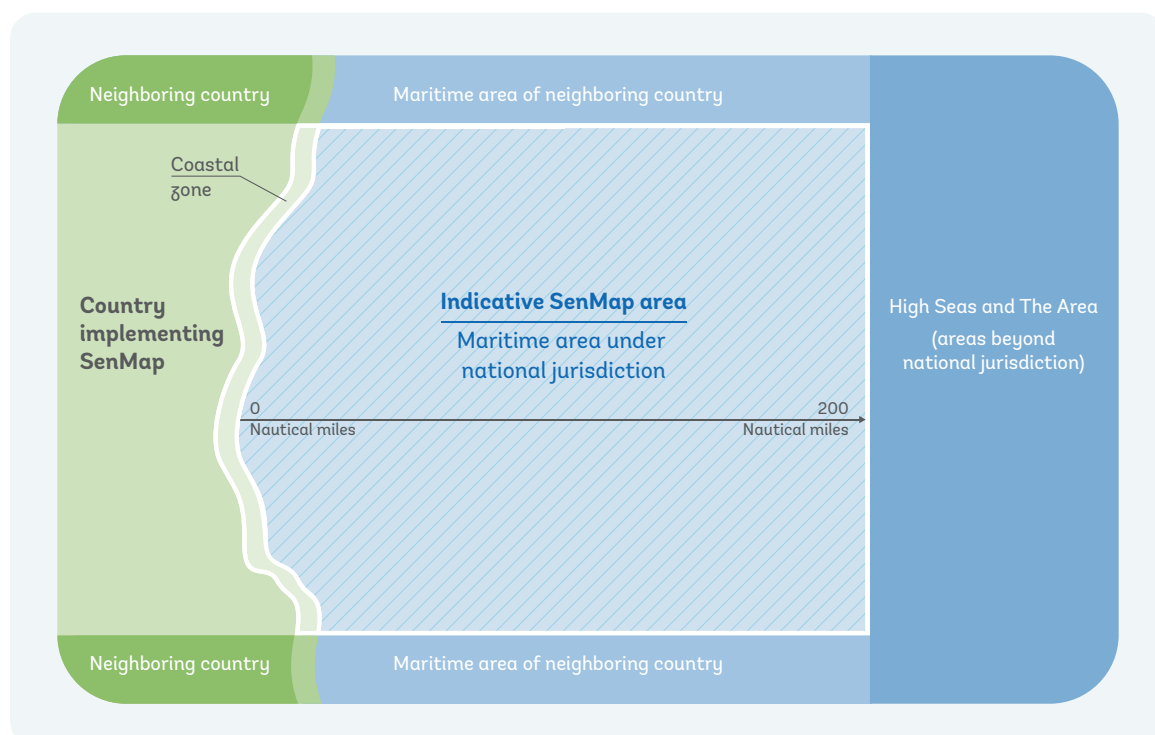 Neighboring country
Maritime area of neighboring country
Coastal
zone
Country
implementing
SenMap
Indicative SenMap area
Maritime area under
national jurisdiction
0
Nautical miles
200
Nautical miles
High Seas and The Area
(areas beyond
national jurisdiction)
Neighboring country
Maritime area of neighboring country